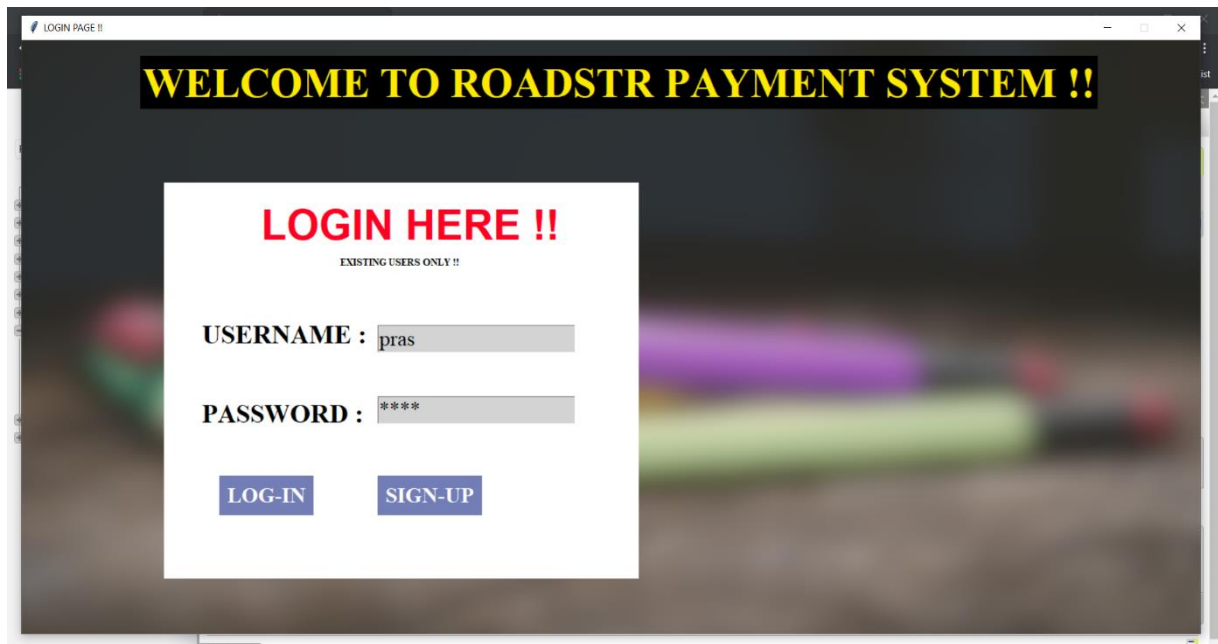 LOGIN PAGE !!
WELCOME TO ROADSTR PAYMENT SYSTEM !!
LOGIN HERE !!
EXISTING USERS ONLY !!
USERNAME : pras
PASSWORD : ****
LOG-IN SIGN-UP
ist